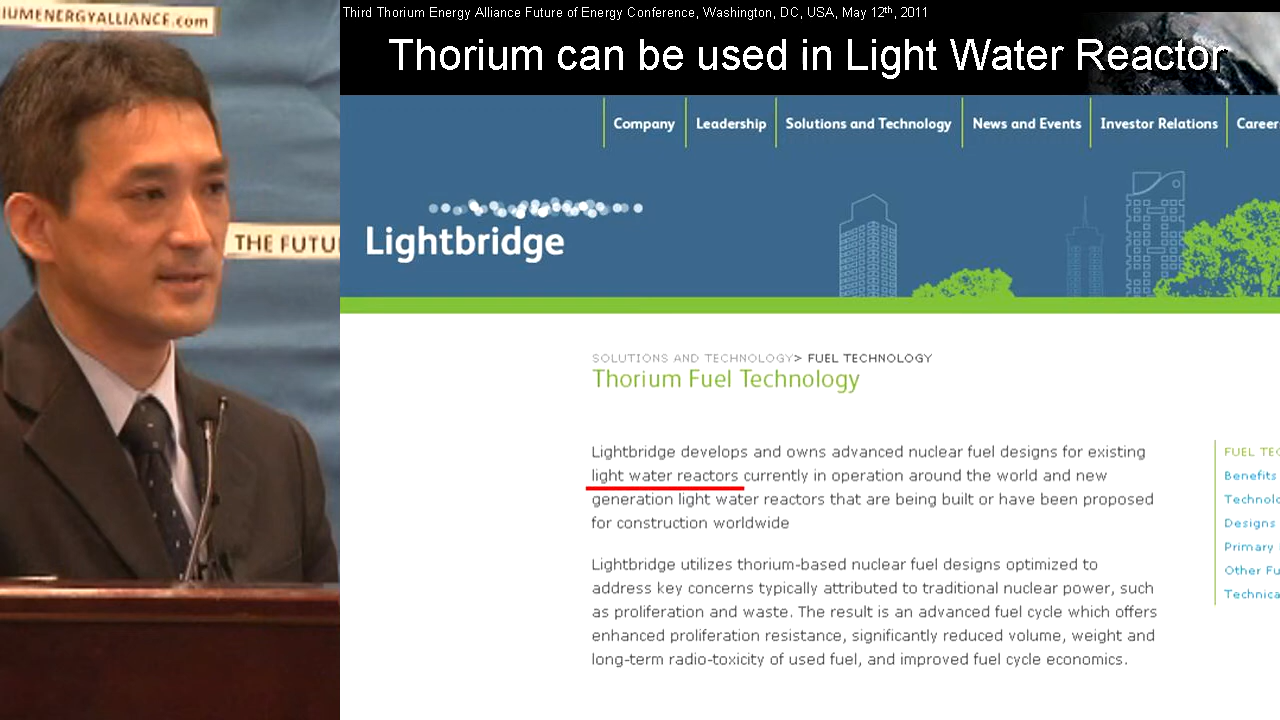 IUMENERGYALLIANCE.com
THE FUTU
Third Thorium Energy Alliance Future of Energy Conference, Washington, DC, USA, May 12th, 2011
Thorium can be used in Light Water Reactor
Company Leadership Solutions and Technology News and Events Investor Relations Career
Lightbridge
SOLUTIONS AND TECHNOLOGY> FUEL TECHNOLOGY
Thorium Fuel Technology
Lightbridge develops and owns advanced nuclear fuel designs for existing
light water reactors currently in operation around the world and new
generation light water reactors that are being built or have been proposed
for construction worldwide
Lightbridge utilizes thorium-based nuclear fuel designs optimized to
address key concerns typically attributed to traditional nuclear power, such
as proliferation and waste. The result is an advanced fuel cycle which offers
enhanced proliferation resistance, significantly reduced volume, weight and
long-term radio-toxicity of used fuel, and improved fuel cycle economics.
FUEL TEC
Benefits
Technolo
Designs
Primary
Other Fu
Technica